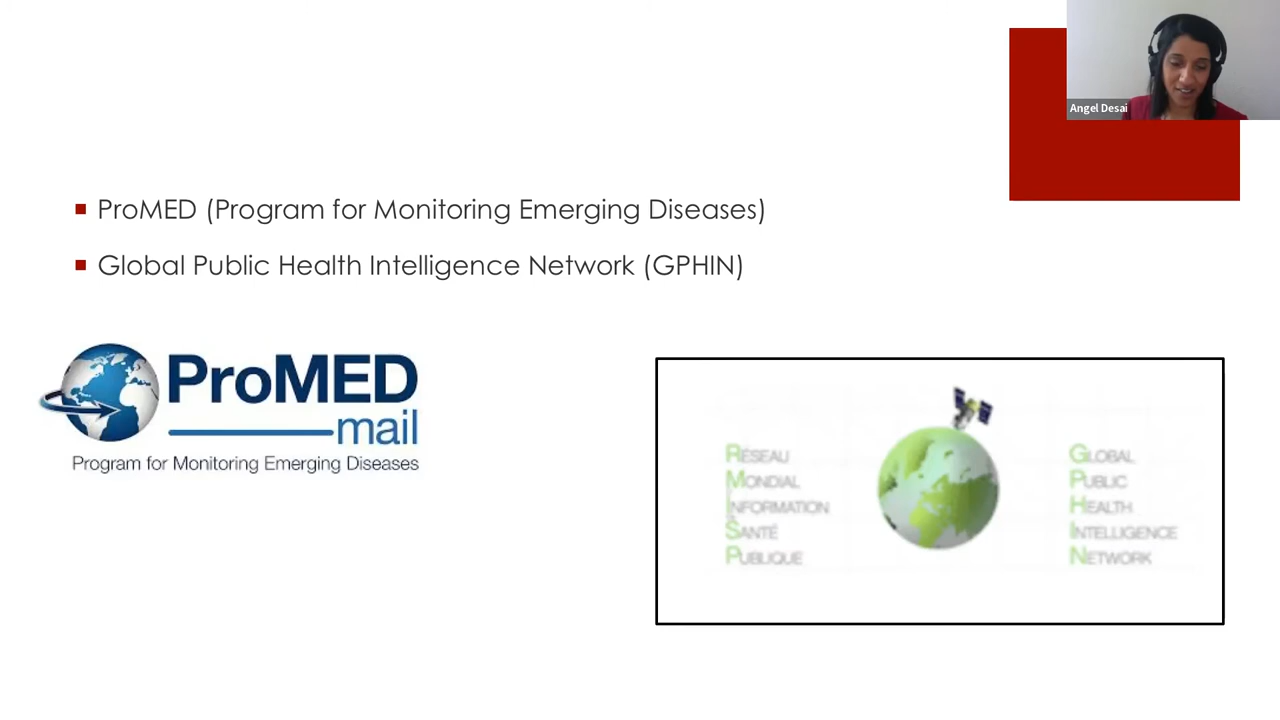 Angel Desai
ProMED (Program for Monitoring Emerging Diseases)
Global Public Health Intelligence Network (GPHIN)
ProMED
mail
Program for Monitoring Emerging Diseases
RÉSEAU
MONDIAL
INFORMATION
SANTÉ
PUBLIQUE
GLOBAL
PUBLIC
HEALTH
INTELLIGENCE
NETWORK